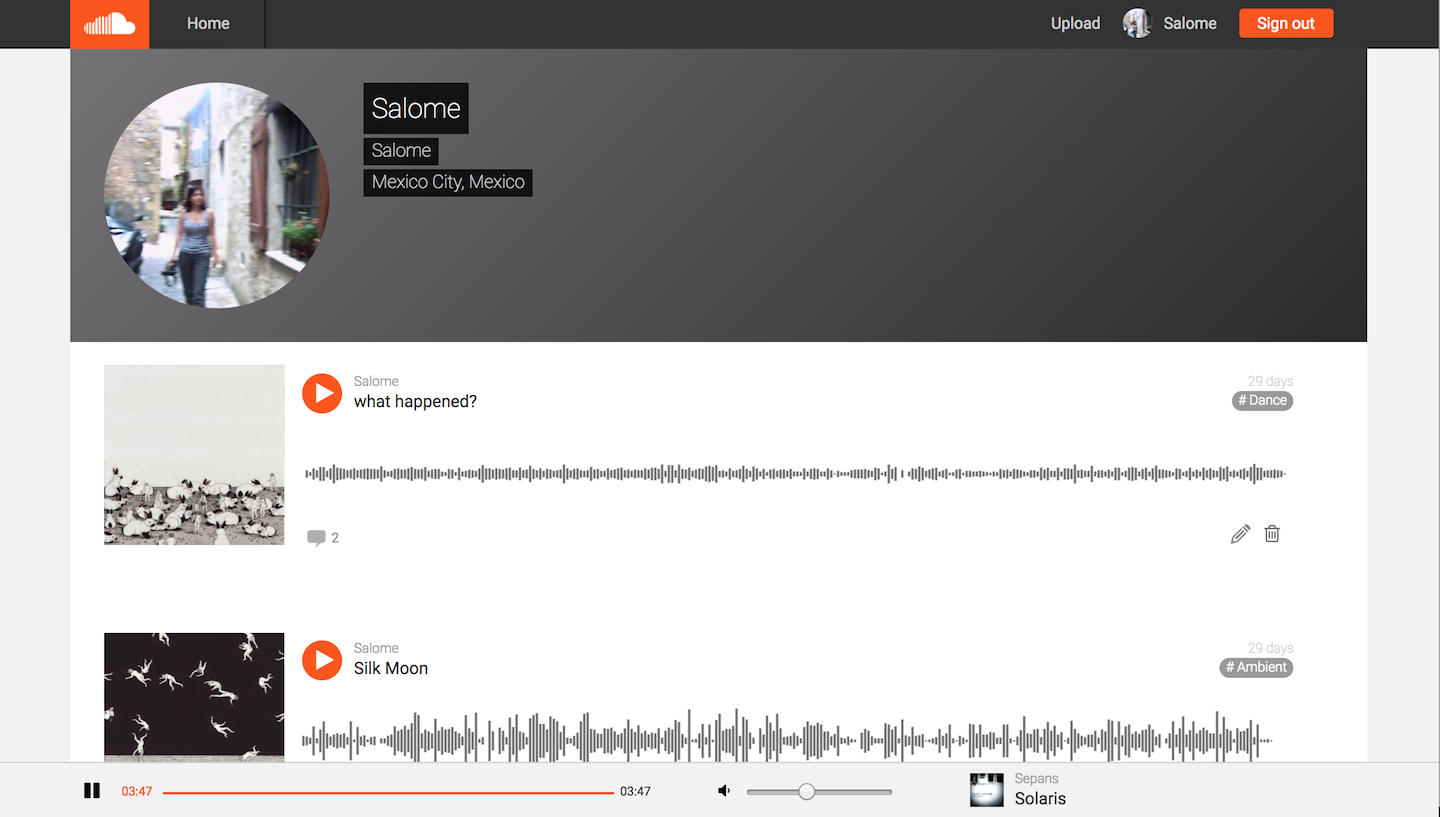 Home
Upload
Salome
Sign out
Salome
Salome
Mexico City, Mexico
Salome
what happened?
29 days
# Dance
2
Salome
Silk Moon
29 days
# Ambient
03:47
03:47
Sepans
Solaris